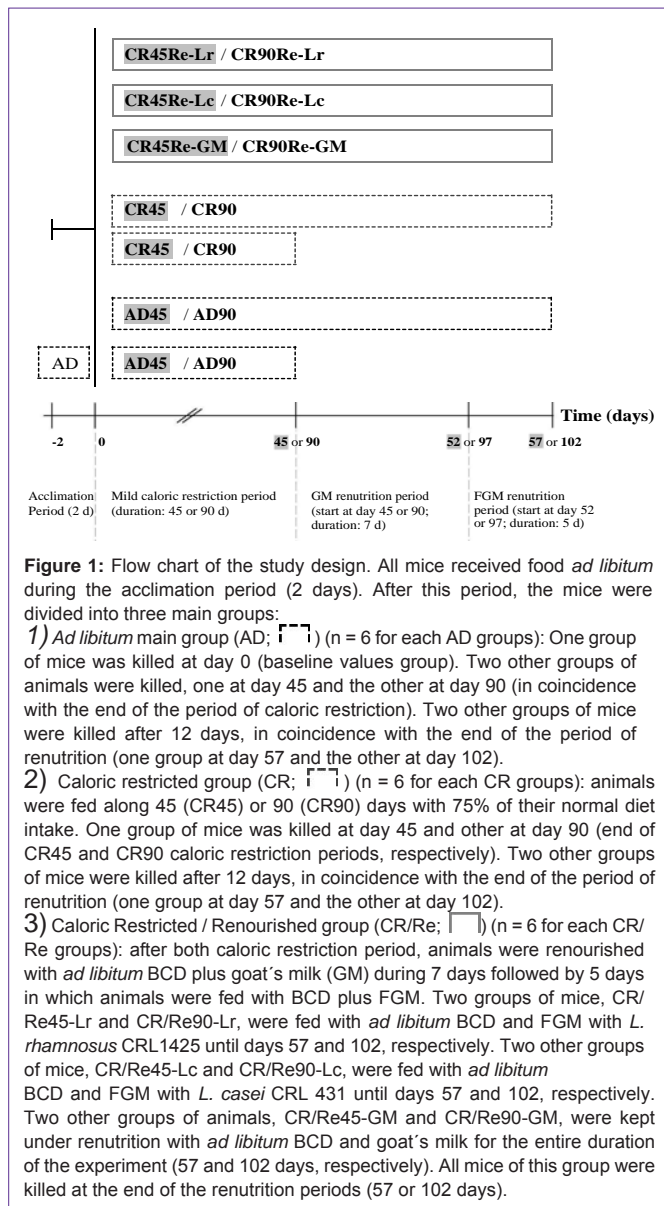 CR45Re-Lr / CR90Re-Lr
CR45Re-Lc / CR90Re-Lc
CR45Re-GM / CR90Re-GM
CR45 / CR90
CR45 / CR90
AD45 / AD90
AD AD45 / AD90
Time (days)
-2 0 45 or 90 52 or 97 57 or 102
Acclimation Mild caloric restriction period GM renutrition period FGM renutrition
Period (2 d) (duration: 45 or 90 d) (start at day 45 or 90; period (start at day 52
duration: 7 d) or 97; duration: 5 d)
Figure 1: Flow chart of the study design. All mice received food ad libitum
during the acclimation period (2 days). After this period, the mice were
divided into three main groups:
1) Ad libitum main group (AD; ) (n = 6 for each AD groups): One group
of mice was killed at day 0 (baseline values group). Two other groups of
animals were killed, one at day 45 and the other at day 90 (in coincidence
with the end of the period of caloric restriction). Two other groups of mice
were killed after 12 days, in coincidence with the end of the period of
renutrition (one group at day 57 and the other at day 102).
2) Caloric restricted group (CR; ) (n = 6 for each CR groups): animals
were fed along 45 (CR45) or 90 (CR90) days with 75% of their normal diet
intake. One group of mice was killed at day 45 and other at day 90 (end of
CR45 and CR90 caloric restriction periods, respectively). Two other groups
of mice were killed after 12 days, in coincidence with the end of the period of
renutrition (one group at day 57 and the other at day 102).
3) Caloric Restricted / Renourished group (CR/Re; ) (n = 6 for each CR/
Re groups): after both caloric restriction period, animals were renourished
with ad libitum BCD plus goat´s milk (GM) during 7 days followed by 5 days
in which animals were fed with BCD plus FGM. Two groups of mice, CR/
Re45-Lr and CR/Re90-Lr, were fed with ad libitum BCD and FGM with L.
rhamnosus CRL1425 until days 57 and 102, respectively. Two other groups
of mice, CR/Re45-Lc and CR/Re90-Lc, were fed with ad libitum
BCD and FGM with L. casei CRL 431 until days 57 and 102, respectively.
Two other groups of animals, CR/Re45-GM and CR/Re90-GM, were kept
under renutrition with ad libitum BCD and goat´s milk for the entire duration
of the experiment (57 and 102 days, respectively). All mice of this group were
killed at the end of the renutrition periods (57 or 102 days).